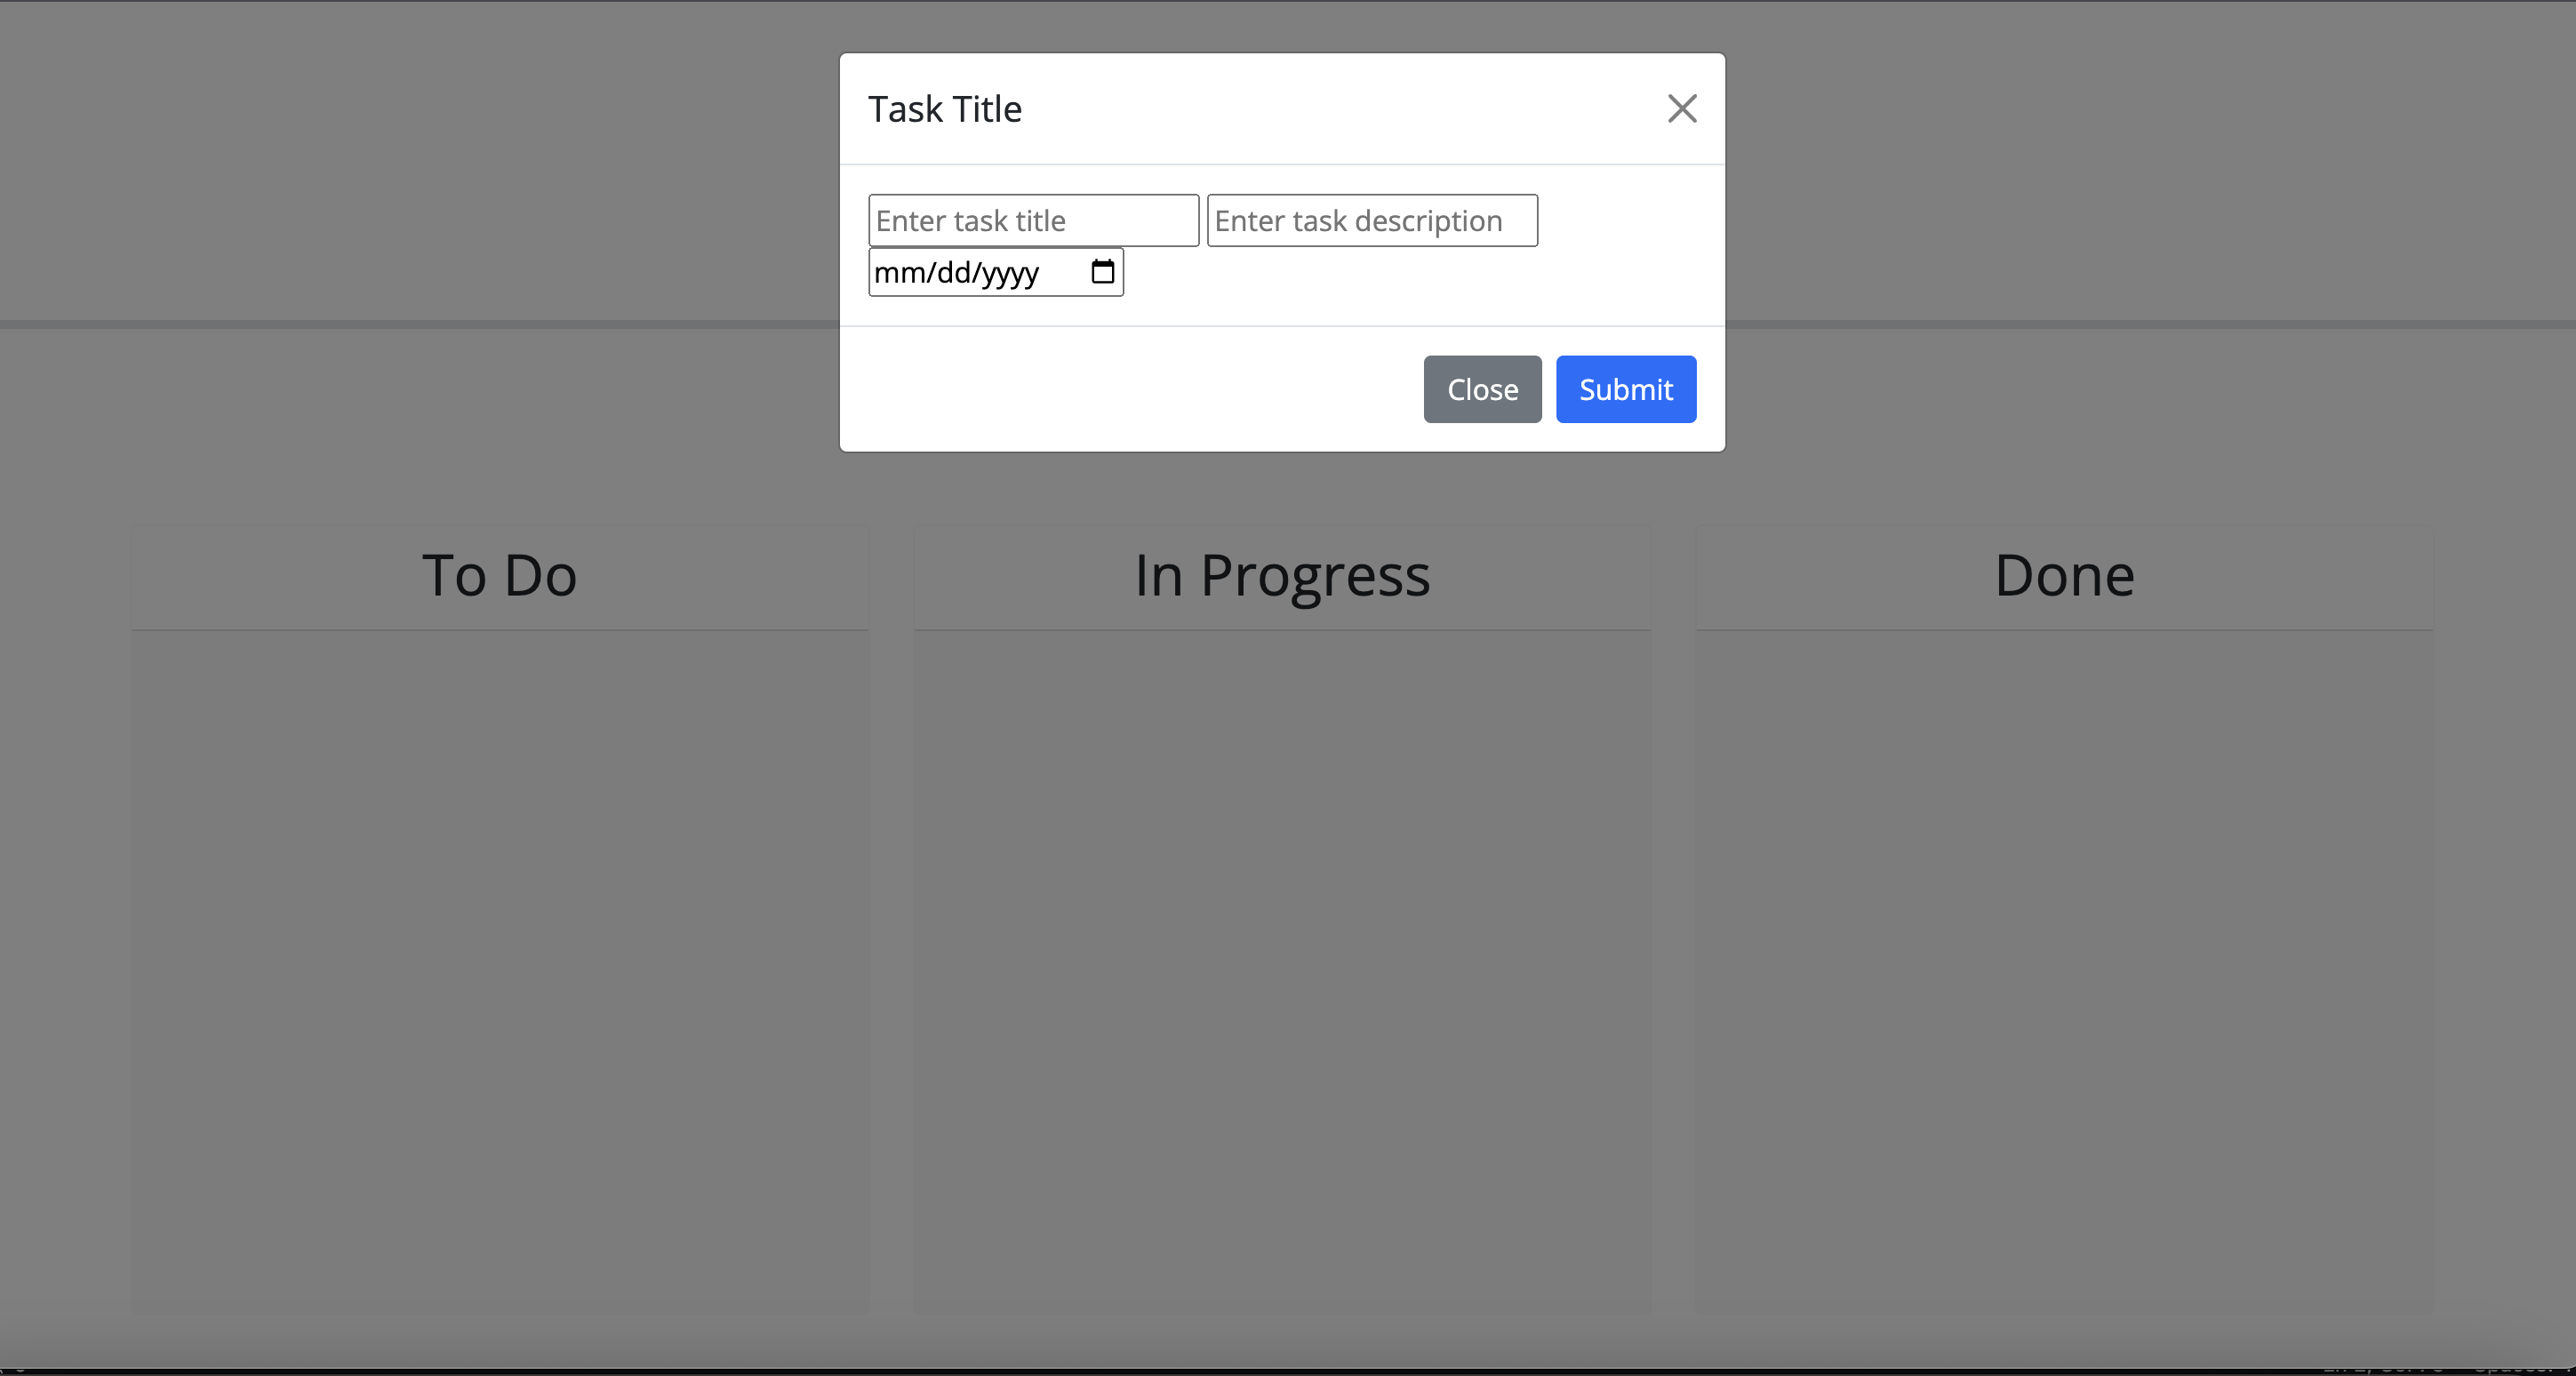 Task Title
Enter task title
Enter task description
mm/dd/yyyy
Close
Submit
To Do
In Progress
Done